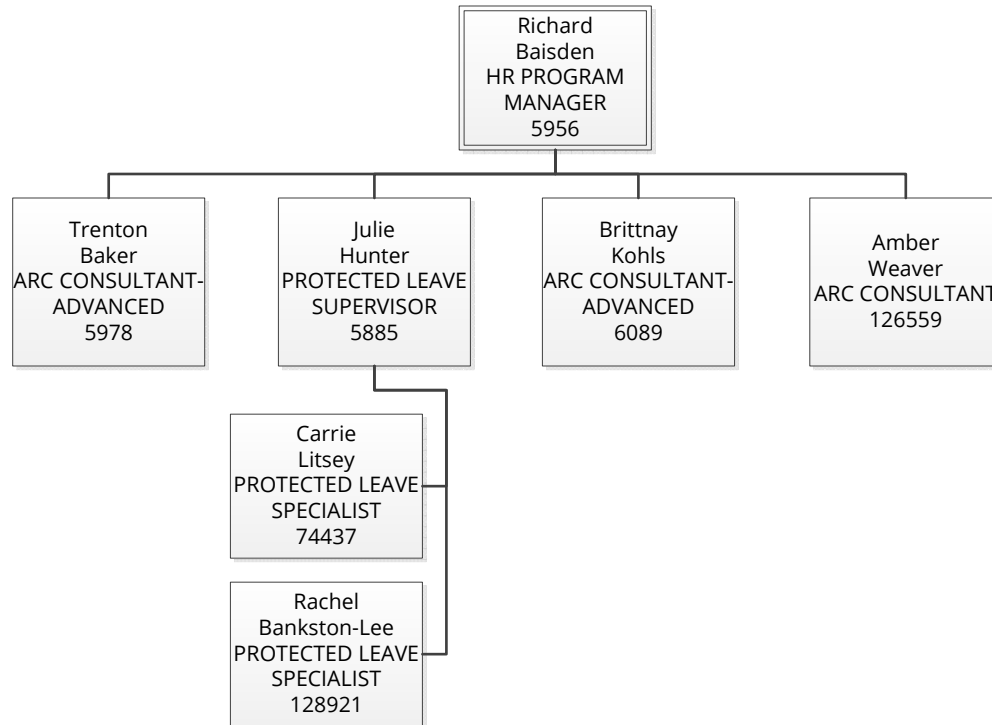 Richard
Baisden
HR PROGRAM
MANAGER
5956
Trenton
Baker
ARC CONSULTANT-
ADVANCED
5978
Julie
Hunter
PROTECTED LEAVE
SUPERVISOR
5885
Brittnay
Kohls
ARC CONSULTANT-
ADVANCED
6089
Amber
Weaver
ARC CONSULTANT
126559
Carrie
Litsey
PROTECTED LEAVE
SPECIALIST
74437
Rachel
Bankston-Lee
PROTECTED LEAVE
SPECIALIST
128921